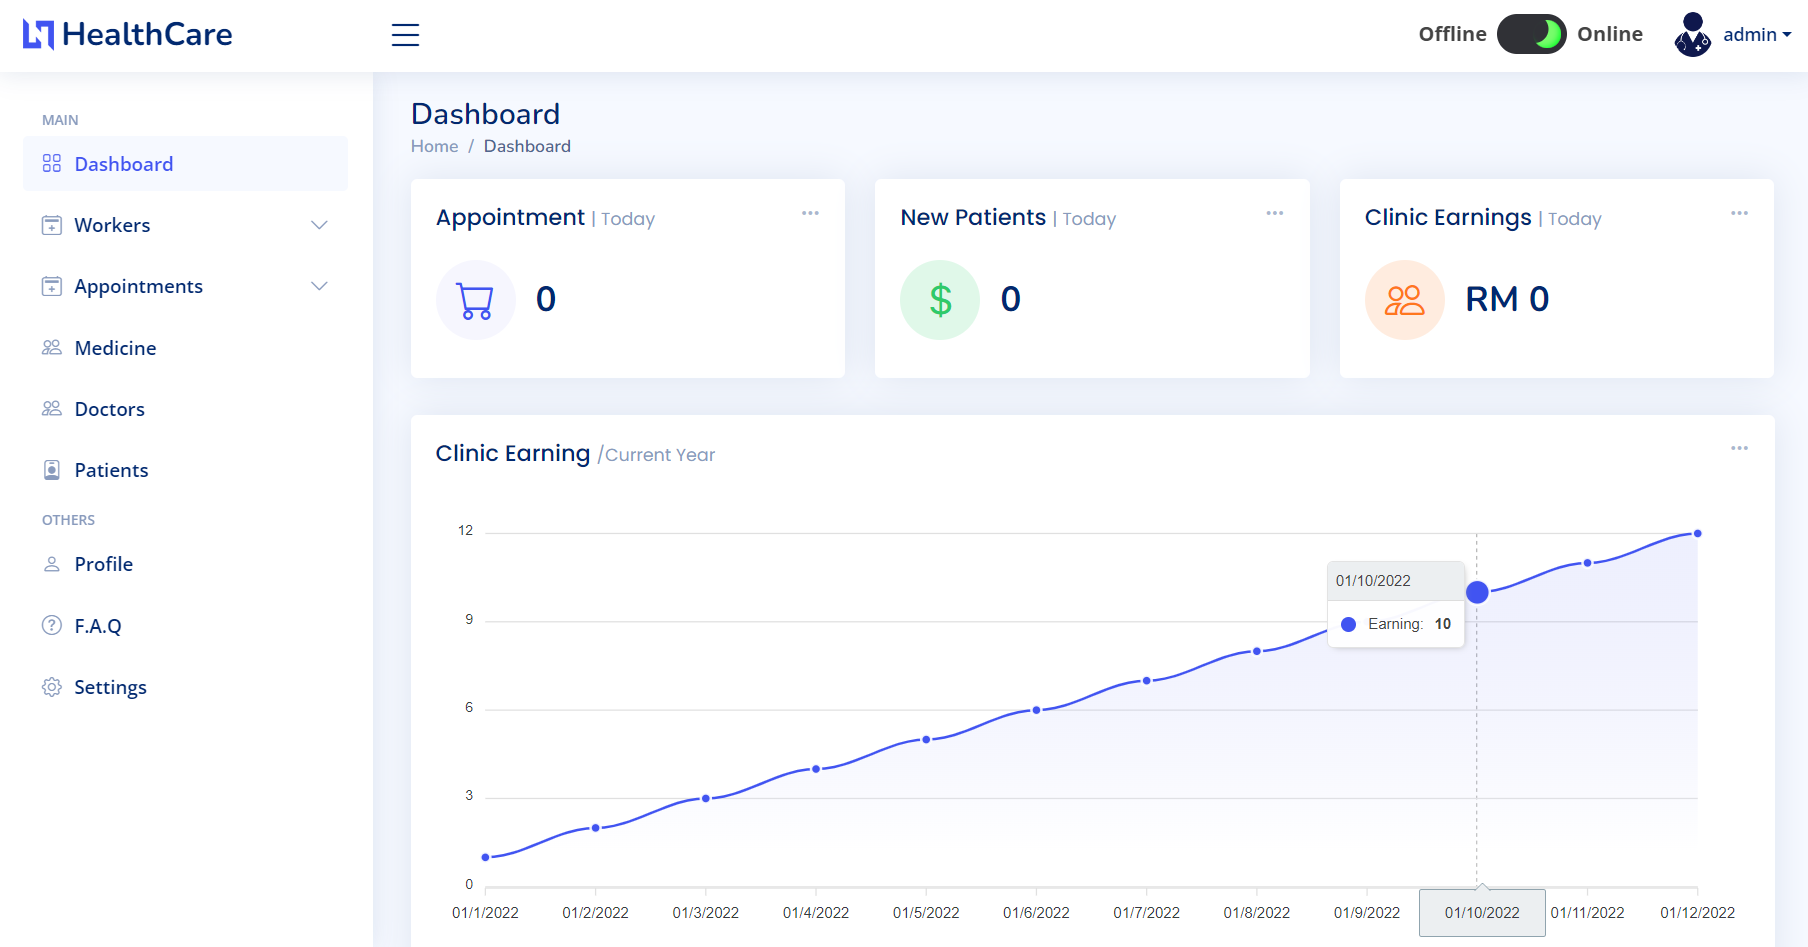 HealthCare
Offline Online admin
MAIN
Dashboard
Workers
Appointments
Medicine
Doctors
Patients
OTHERS
Profile
F.A.Q
Settings
Dashboard
Home / Dashboard
Appointment | Today
0
New Patients | Today
$ 0
Clinic Earnings | Today
RM 0
Clinic Earning /Current Year
12
9
6
3
0
01/10/2022
Earning: 10
01/1/2022 01/2/2022 01/3/2022 01/4/2022 01/5/2022 01/6/2022 01/7/2022 01/8/2022 01/9/2022 01/10/2022 01/11/2022 01/12/2022